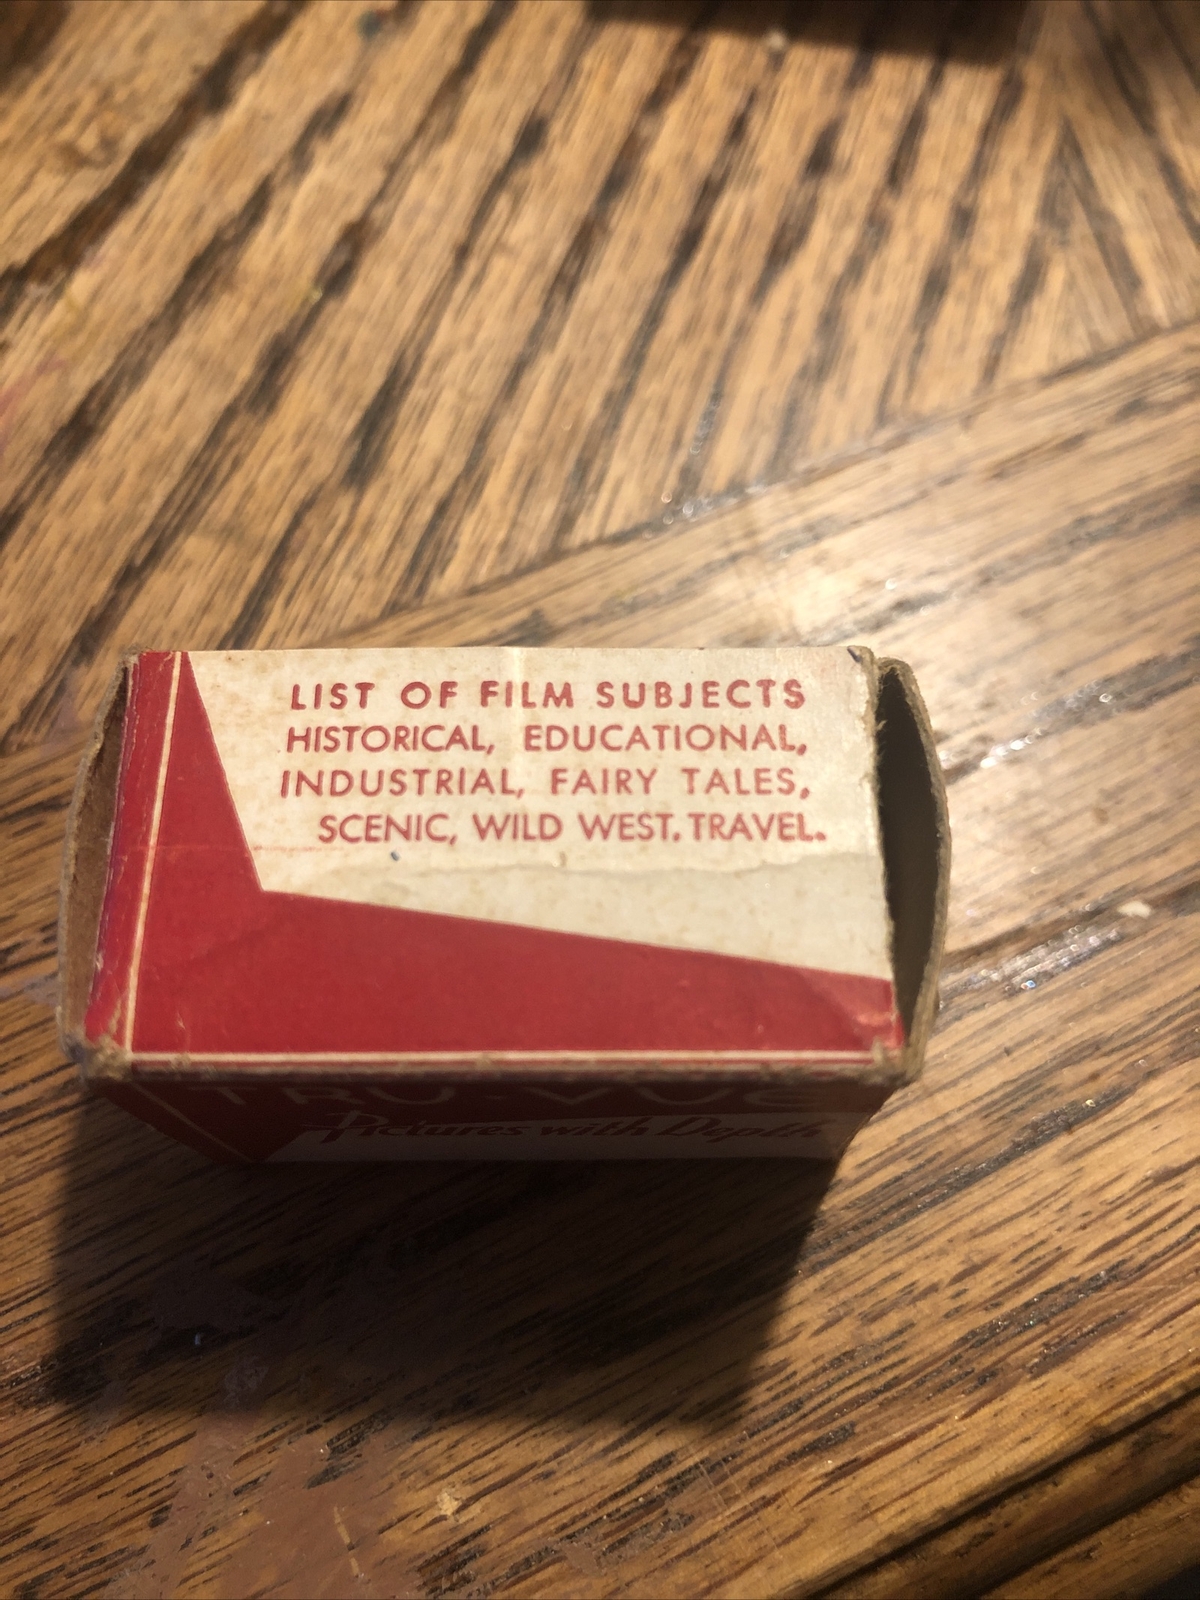 LIST OF FILM SUBJECTS
HISTORICAL, EDUCATIONAL,
INDUSTRIAL, FAIRY TALES,
SCENIC, WILD WEST. TRAVEL.
TRU-VUE
Pictures with Depth